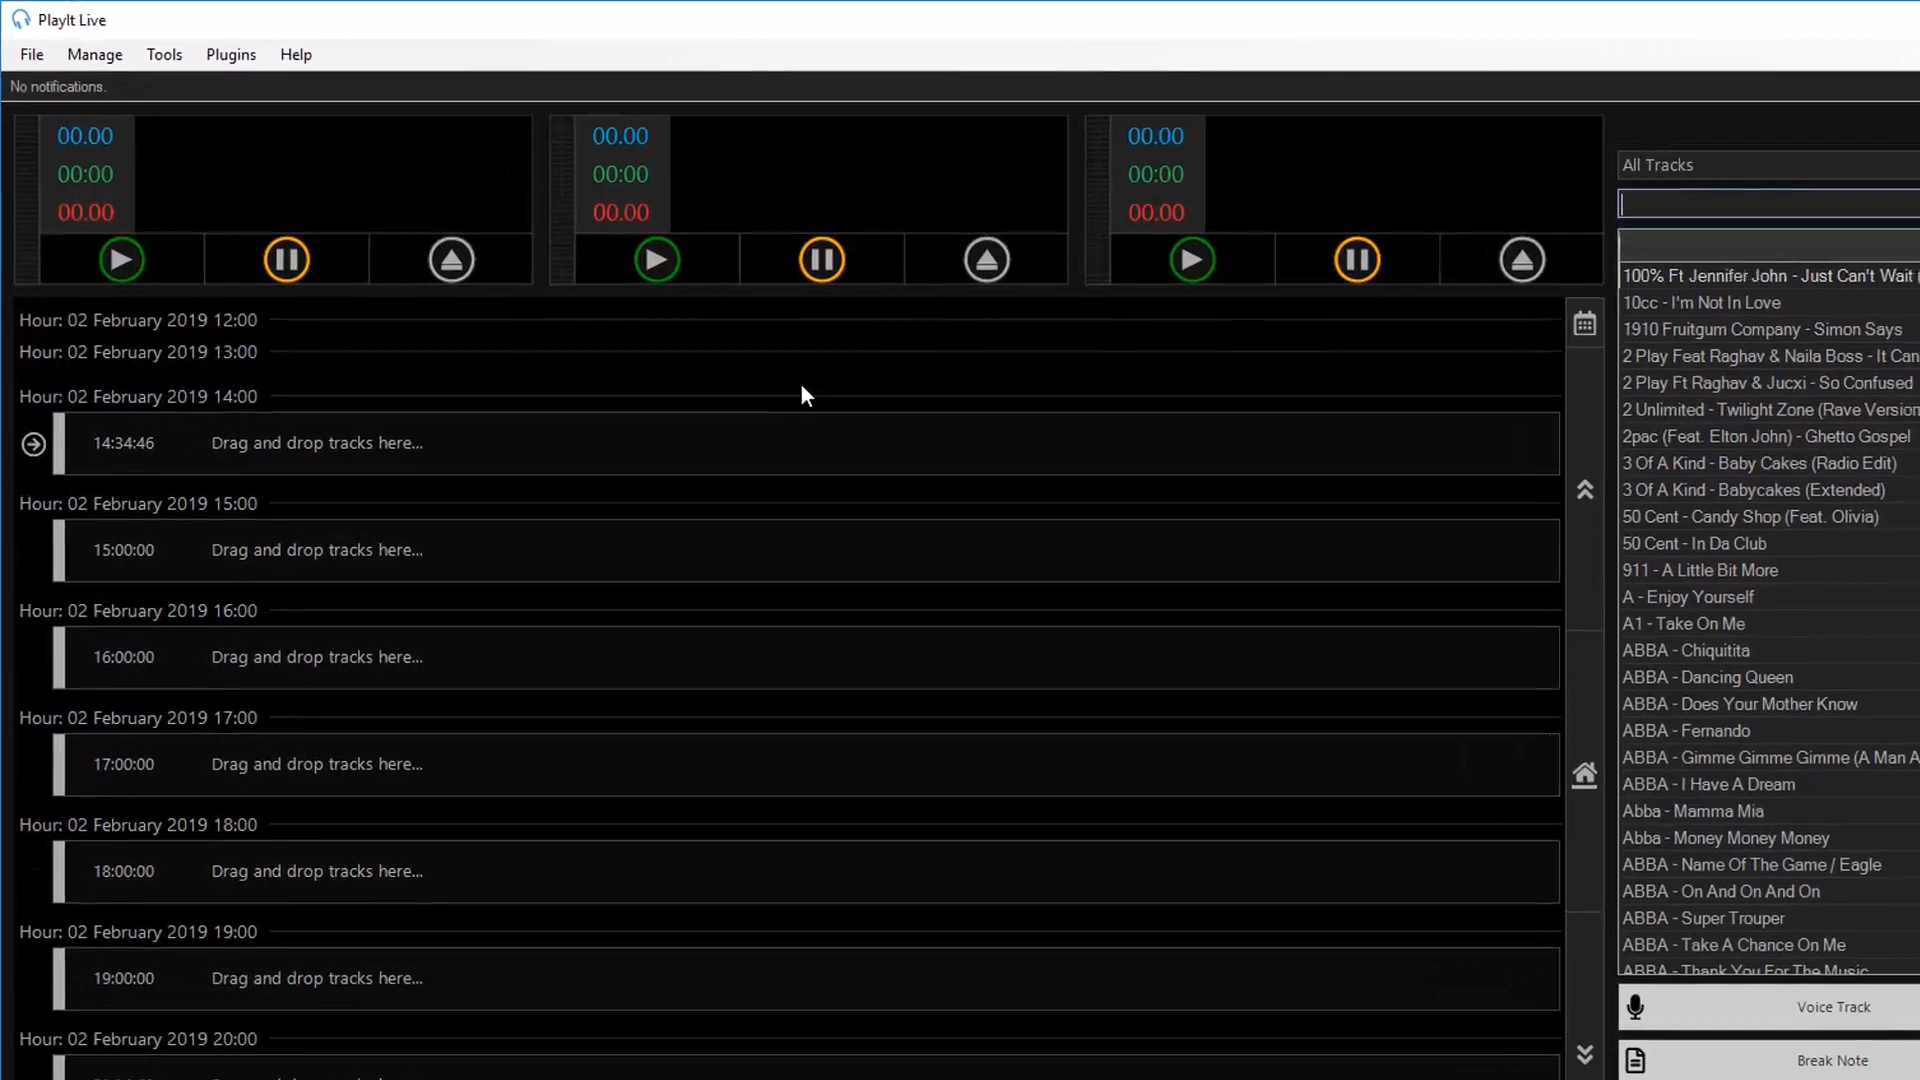 PlayIt Live
File Manage Tools Plugins Help
No notifications.
00.00 00.00 00.00
00:00 00:00 00:00
00.00 00.00 00.00
Hour: 02 February 2019 12:00
Hour: 02 February 2019 13:00
Hour: 02 February 2019 14:00
14:34:46 Drag and drop tracks here...
Hour: 02 February 2019 15:00
15:00:00 Drag and drop tracks here...
Hour: 02 February 2019 16:00
16:00:00 Drag and drop tracks here...
Hour: 02 February 2019 17:00
17:00:00 Drag and drop tracks here...
Hour: 02 February 2019 18:00
18:00:00 Drag and drop tracks here...
Hour: 02 February 2019 19:00
19:00:00 Drag and drop tracks here...
Hour: 02 February 2019 20:00
All Tracks
100% Ft Jennifer John - Just Can't Wait (
10cc - I'm Not In Love
1910 Fruitgum Company - Simon Says
2 Play Feat Raghav & Naila Boss - It Can
2 Play Ft Raghav & Jucxi - So Confused
2 Unlimited - Twilight Zone (Rave Version
2pac (Feat. Elton John) - Ghetto Gospel
3 Of A Kind - Baby Cakes (Radio Edit)
3 Of A Kind - Babycakes (Extended)
50 Cent - Candy Shop (Feat. Olivia)
50 Cent - In Da Club
911 - A Little Bit More
A - Enjoy Yourself
A1 - Take On Me
ABBA - Chiquitita
ABBA - Dancing Queen
ABBA - Does Your Mother Know
ABBA - Fernando
ABBA - Gimme Gimme Gimme (A Man A
ABBA - I Have A Dream
Abba - Mamma Mia
Abba - Money Money Money
ABBA - Name Of The Game / Eagle
ABBA - On And On And On
ABBA - Super Trouper
ABBA - Take A Chance On Me
ABBA - Thank You For The Music
Voice Track
Break Note